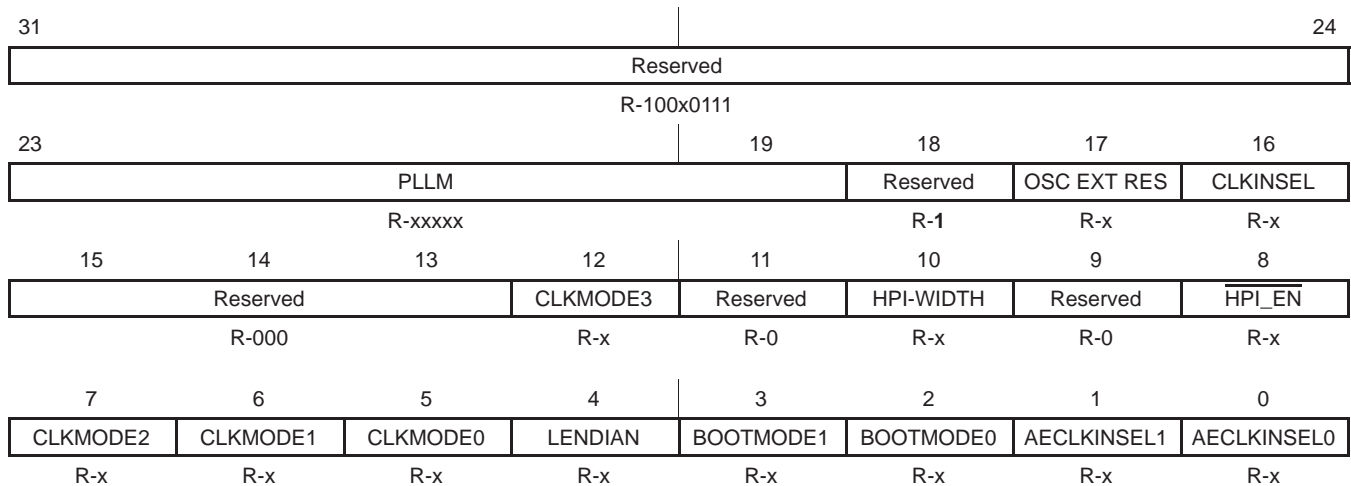 31 24
Reserved
R-100x0111
23 19 18 17 16
PLLM Reserved OSC EXT RES CLKINSEL
R-xxxxx R-1 R-x R-x
15 14 13 12 11 10 9 8
Reserved CLKMODE3 Reserved HPI-WIDTH Reserved HPI_EN
R-000 R-x R-0 R-x R-0 R-x
7 6 5 4 3 2 1 0
CLKMODE2 CLKMODE1 CLKMODE0 LENDIAN BOOTMODE1 BOOTMODE0 AECLKINSEL1 AECLKINSEL0
R-x R-x R-x R-x R-x R-x R-x R-x